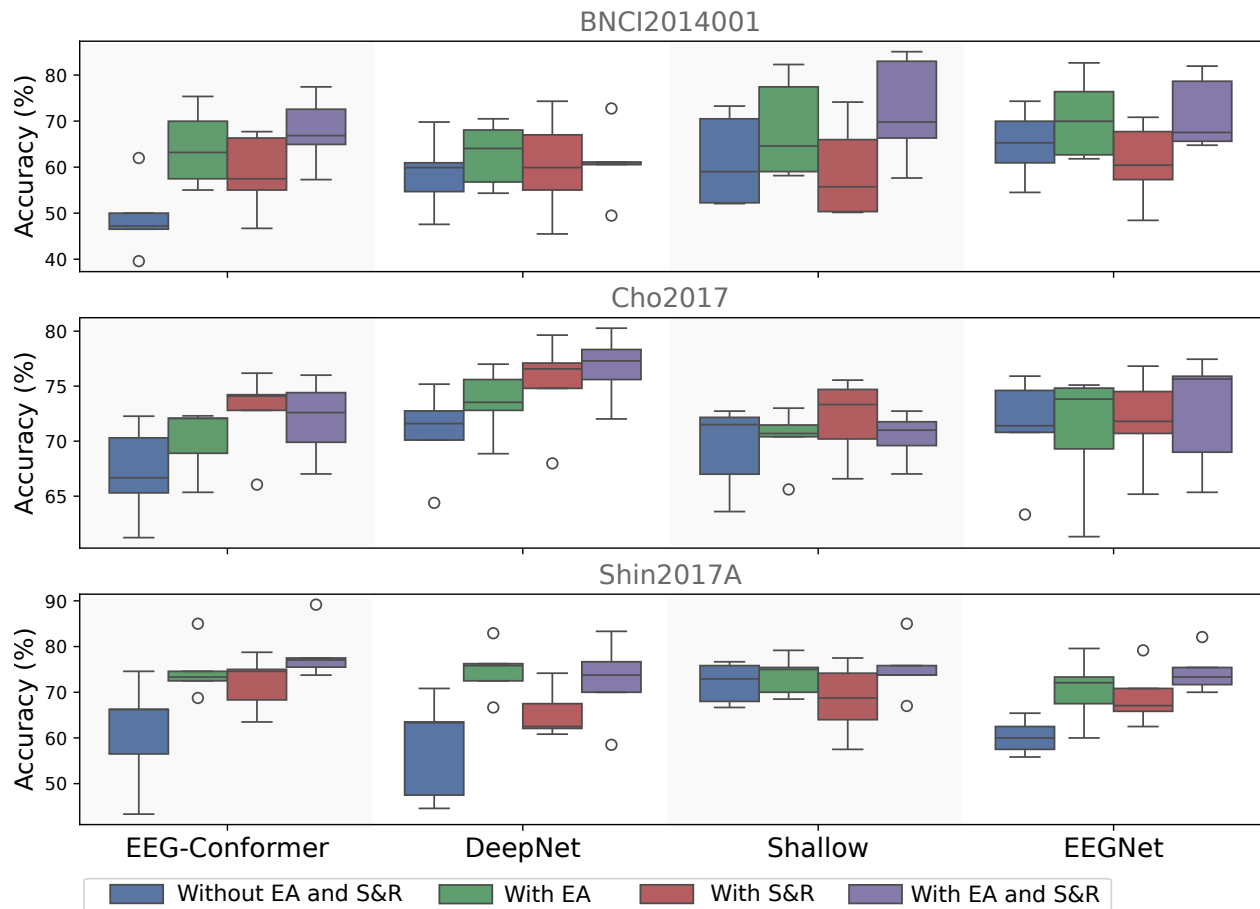 BNCI2014001
Accuracy (%)
80
70
60
50
40
Cho2017
Accuracy (%)
80
75
70
65
Shin2017A
Accuracy (%)
90
80
70
60
50
EEG-Conformer DeepNet Shallow EEGNet
Without EA and S&R With EA With S&R With EA and S&R